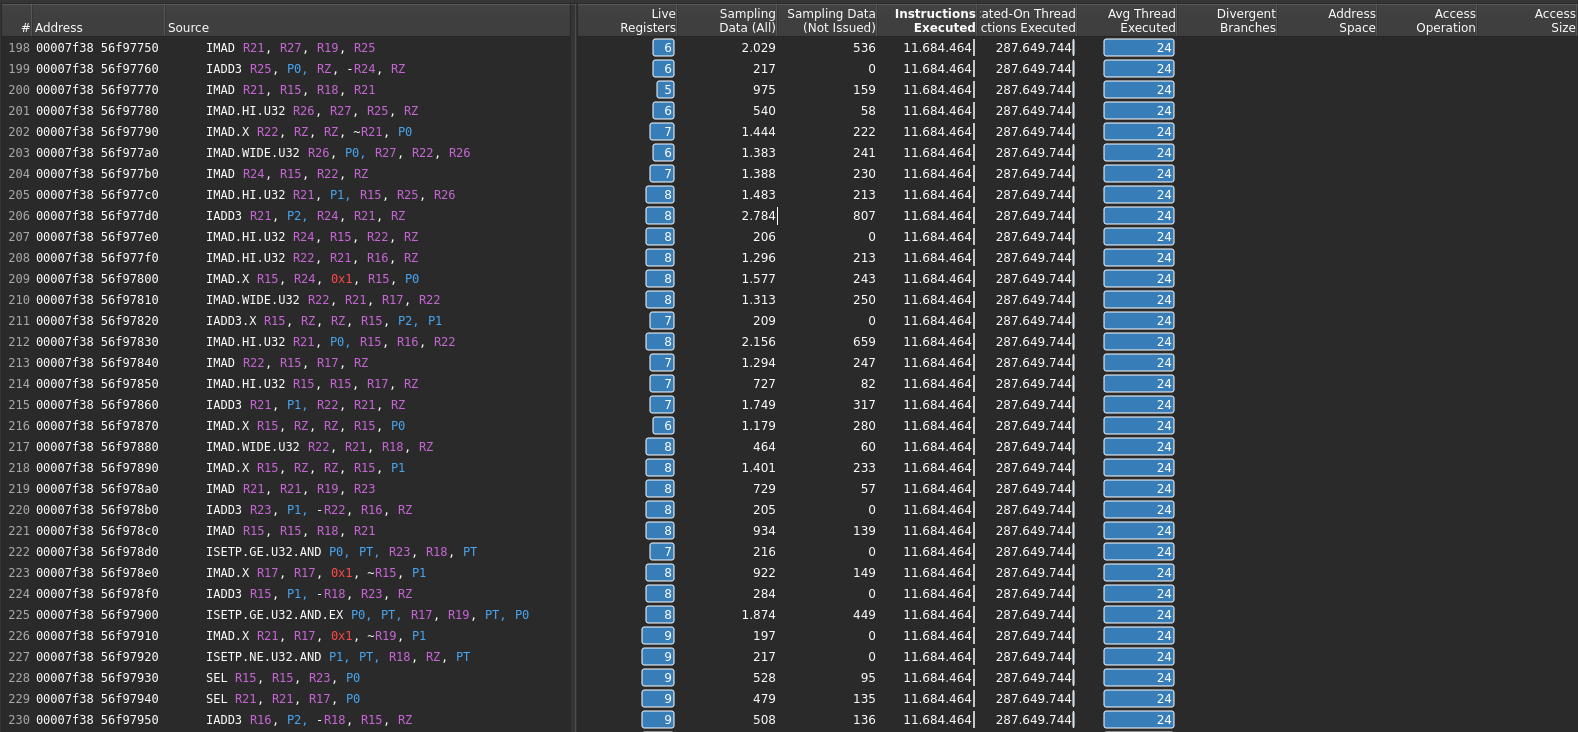 # Address Source Live Registers Sampling Data (All) Sampling Data (Not Issued) Instructions Executed ated-On Thread ctions Executed Avg Thread Executed Divergent Branches Address Space Access Operation Access Size
198 00007f38 56f97750 IMAD R21, R27, R19, R25 6 2.029 536 11.684.464 287.649.744 24
199 00007f38 56f97760 IADD3 R25, P0, RZ, -R24, RZ 6 217 0 11.684.464 287.649.744 24
200 00007f38 56f97770 IMAD R21, R15, R18, R21 5 975 159 11.684.464 287.649.744 24
201 00007f38 56f97780 IMAD.HI.U32 R26, R27, R25, RZ 6 540 58 11.684.464 287.649.744 24
202 00007f38 56f97790 IMAD.X R22, RZ, RZ, ~R21, P0 7 1.444 222 11.684.464 287.649.744 24
203 00007f38 56f977a0 IMAD.WIDE.U32 R26, P0, R27, R22, R26 6 1.383 241 11.684.464 287.649.744 24
204 00007f38 56f977b0 IMAD R24, R15, R22, RZ 7 1.388 230 11.684.464 287.649.744 24
205 00007f38 56f977c0 IMAD.HI.U32 R21, P1, R15, R25, R26 8 1.483 213 11.684.464 287.649.744 24
206 00007f38 56f977d0 IADD3 R21, P2, R24, R21, RZ 8 2.784 807 11.684.464 287.649.744 24
207 00007f38 56f977e0 IMAD.HI.U32 R24, R15, R22, RZ 8 206 0 11.684.464 287.649.744 24
208 00007f38 56f977f0 IMAD.HI.U32 R22, R21, R16, RZ 8 1.296 213 11.684.464 287.649.744 24
209 00007f38 56f97800 IMAD.X R15, R24, 0x1, R15, P0 8 1.577 243 11.684.464 287.649.744 24
210 00007f38 56f97810 IMAD.WIDE.U32 R22, R21, R17, R22 8 1.313 250 11.684.464 287.649.744 24
211 00007f38 56f97820 IADD3.X R15, RZ, RZ, R15, P2, P1 7 209 0 11.684.464 287.649.744 24
212 00007f38 56f97830 IMAD.HI.U32 R21, P0, R15, R16, R22 8 2.156 659 11.684.464 287.649.744 24
213 00007f38 56f97840 IMAD R22, R15, R17, RZ 7 1.294 247 11.684.464 287.649.744 24
214 00007f38 56f97850 IMAD.HI.U32 R15, R15, R17, RZ 7 727 82 11.684.464 287.649.744 24
215 00007f38 56f97860 IADD3 R21, P1, R22, R21, RZ 7 1.749 317 11.684.464 287.649.744 24
216 00007f38 56f97870 IMAD.X R15, RZ, RZ, R15, P0 6 1.179 280 11.684.464 287.649.744 24
217 00007f38 56f97880 IMAD.WIDE.U32 R22, R21, R18, RZ 8 464 60 11.684.464 287.649.744 24
218 00007f38 56f97890 IMAD.X R15, RZ, RZ, R15, P1 8 1.401 233 11.684.464 287.649.744 24
219 00007f38 56f978a0 IMAD R21, R21, R19, R23 8 729 57 11.684.464 287.649.744 24
220 00007f38 56f978b0 IADD3 R23, P1, -R22, R16, RZ 8 205 0 11.684.464 287.649.744 24
221 00007f38 56f978c0 IMAD R15, R15, R18, R21 8 934 139 11.684.464 287.649.744 24
222 00007f38 56f978d0 ISETP.GE.U32.AND P0, PT, R23, R18, PT 7 216 0 11.684.464 287.649.744 24
223 00007f38 56f978e0 IMAD.X R17, R17, 0x1, ~R15, P1 8 922 149 11.684.464 287.649.744 24
224 00007f38 56f978f0 IADD3 R15, P1, -R18, R23, RZ 8 284 0 11.684.464 287.649.744 24
225 00007f38 56f97900 ISETP.GE.U32.AND.EX P0, PT, R17, R19, PT, P0 8 1.874 449 11.684.464 287.649.744 24
226 00007f38 56f97910 IMAD.X R21, R17, 0x1, ~R19, P1 9 197 0 11.684.464 287.649.744 24
227 00007f38 56f97920 ISETP.NE.U32.AND P1, PT, R18, RZ, PT 9 217 0 11.684.464 287.649.744 24
228 00007f38 56f97930 SEL R15, R15, R23, P0 9 528 95 11.684.464 287.649.744 24
229 00007f38 56f97940 SEL R21, R21, R17, P0 9 479 135 11.684.464 287.649.744 24
230 00007f38 56f97950 IADD3 R16, P2, -R18, R15, RZ 9 508 136 11.684.464 287.649.744 24